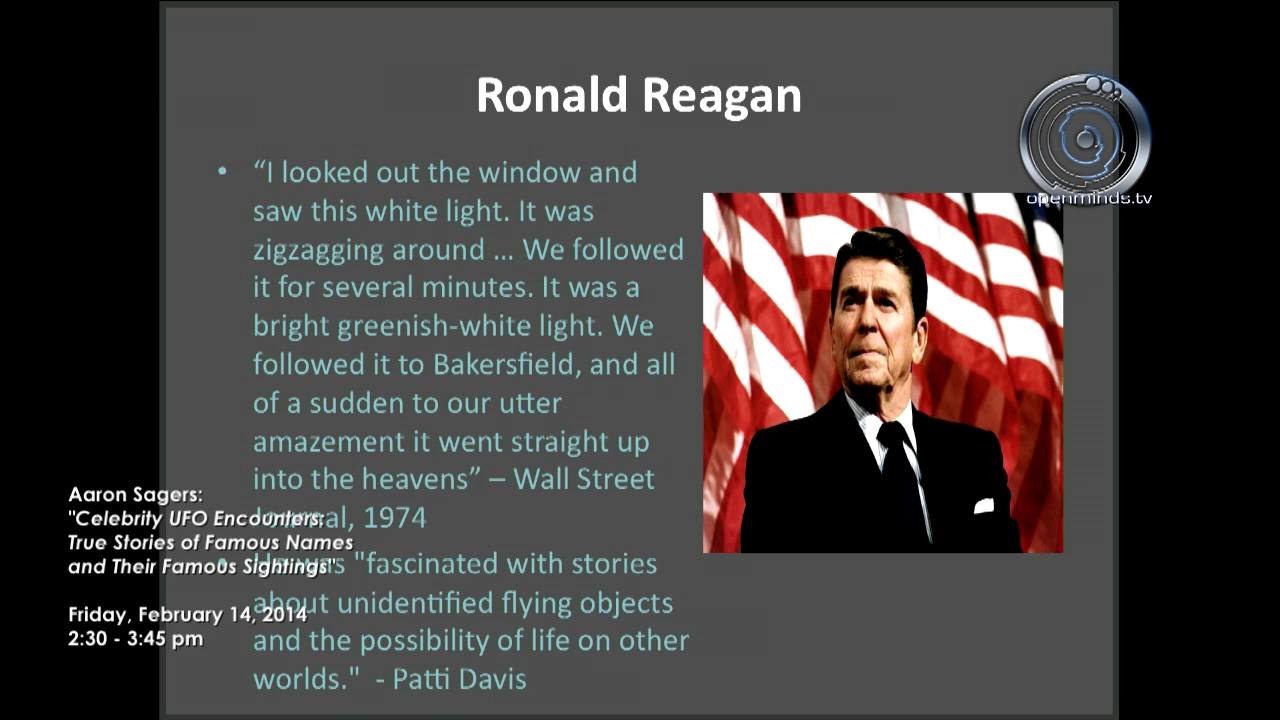 Ronald Reagan
openminds.tv
• “I looked out the window and
saw this white light. It was
zigzagging around ... We followed
it for several minutes. It was a
bright greenish-white light. We
followed it to Bakersfield, and all
of a sudden to our utter
amazement it went straight up
into the heavens” – Wall Street
Journal, 1974
• He was "fascinated with stories
about unidentified flying objects
and the possibility of life on other
worlds." - Patti Davis
Aaron Sagers:
"Celebrity UFO Encounters:
True Stories of Famous Names
and Their Famous Sightings"
Friday, February 14, 2014
2:30 - 3:45 pm